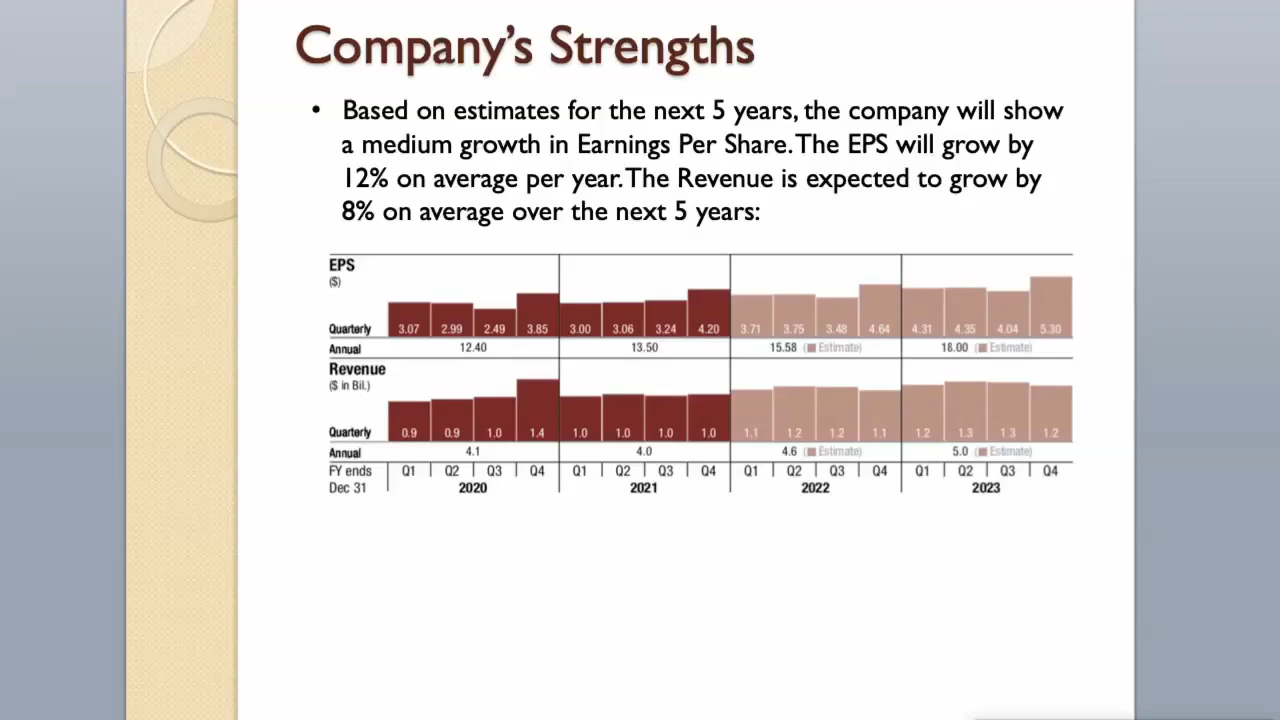 Company’s Strengths
• Based on estimates for the next 5 years, the company will show
a medium growth in Earnings Per Share. The EPS will grow by
12% on average per year. The Revenue is expected to grow by
8% on average over the next 5 years:
EPS
($)
Quarterly 3.07 2.99 2.49 3.85 3.00 3.06 3.24 4.20 3.71 3.75 3.48 4.64 4.31 4.35 4.04 5.30
Annual 12.40 13.50 15.58 (■ Estimate) 18.00 (■ Estimate)
Revenue
($ in Bil.)
Quarterly 0.9 0.9 1.0 1.4 1.0 1.0 1.0 1.0 1.1 1.2 1.2 1.1 1.2 1.3 1.3 1.2
Annual 4.1 4.0 4.6 (■ Estimate) 5.0 (■ Estimate)
FY ends Q1 Q2 Q3 Q4 Q1 Q2 Q3 Q4 Q1 Q2 Q3 Q4 Q1 Q2 Q3 Q4
Dec 31 2020 2021 2022 2023